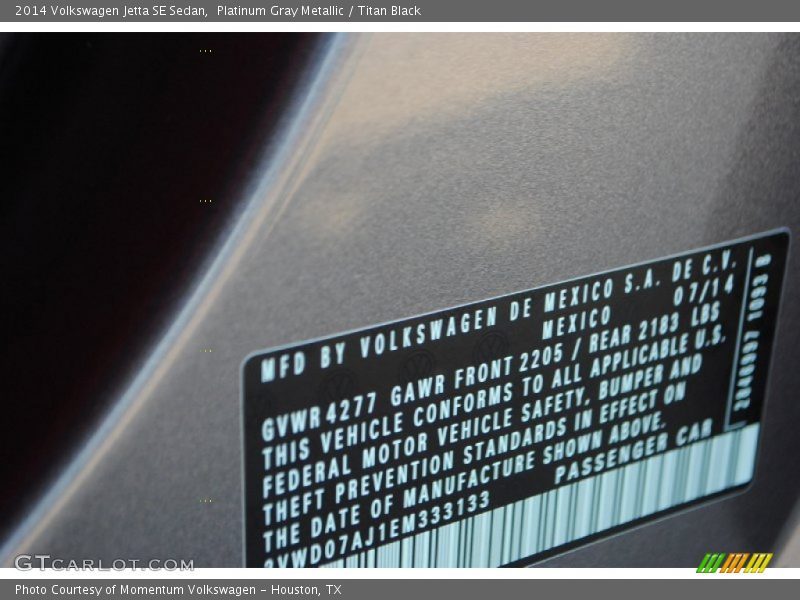 2014 Volkswagen Jetta SE Sedan,  Platinum Gray Metallic / Titan Black
MFD BY VOLKSWAGEN DE MEXICO S.A. DE C.V.
MEXICO 07/14
GVWR 4277 GAWR FRONT 2205 / REAR 2183 LBS
THIS VEHICLE CONFORMS TO ALL APPLICABLE U.S.
FEDERAL MOTOR VEHICLE SAFETY, BUMPER AND
THEFT PREVENTION STANDARDS IN EFFECT ON
THE DATE OF MANUFACTURE SHOWN ABOVE.
3VWD07AJ1EM333133 PASSENGER CAR
GTCARLOT.COM
Photo Courtesy of Momentum Volkswagen - Houston, TX